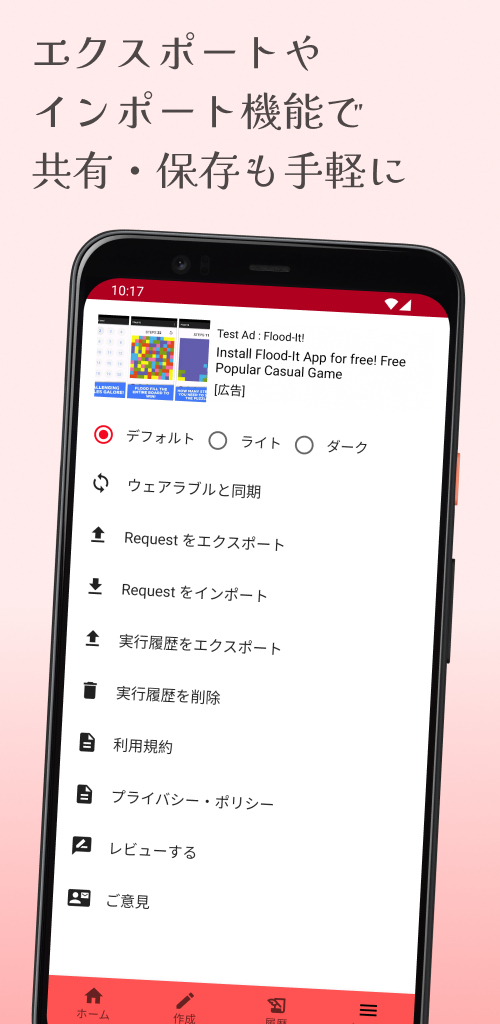 エクスポートや
インポート機能で
共有・保存も手軽に
10:17
Test Ad : Flood-It!
Install Flood-It App for free! Free
Popular Casual Game
[広告]
デフォルト ライト ダーク
ウェアラブルと同期
Request をエクスポート
Request をインポート
実行履歴をエクスポート
実行履歴を削除
利用規約
プライバシー・ポリシー
レビューする
ご意見
ホーム 作成 履歴